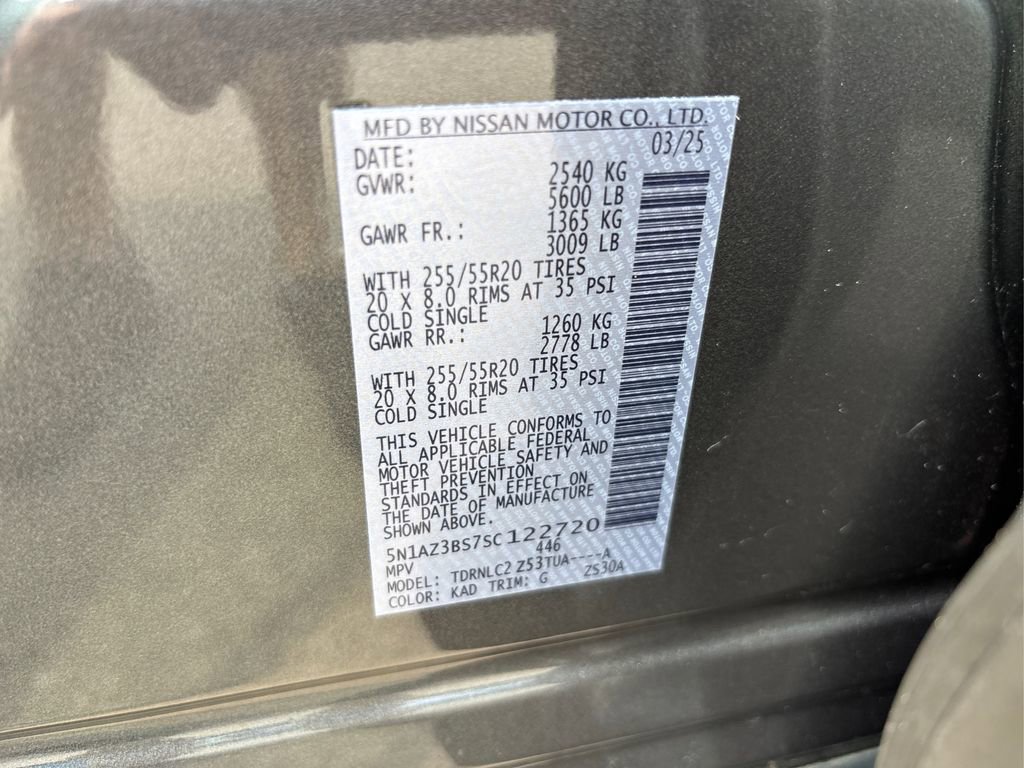 MFD BY NISSAN MOTOR CO., LTD.
DATE: 03/25
GVWR: 2540 KG
5600 LB
GAWR FR.: 1365 KG
3009 LB
WITH 255/55R20 TIRES
20 X 8.0 RIMS AT 35 PSI
COLD SINGLE
GAWR RR.: 1260 KG
2778 LB
WITH 255/55R20 TIRES
20 X 8.0 RIMS AT 35 PSI
COLD SINGLE
THIS VEHICLE CONFORMS TO
ALL APPLICABLE FEDERAL
MOTOR VEHICLE SAFETY AND
THEFT PREVENTION
STANDARDS IN EFFECT ON
THE DATE OF MANUFACTURE
SHOWN ABOVE.
5N1AZ3BS7SC122720
MPV 446
MODEL: TDRNLC2 Z53TUA----A
COLOR: KAD TRIM: G ZS30A